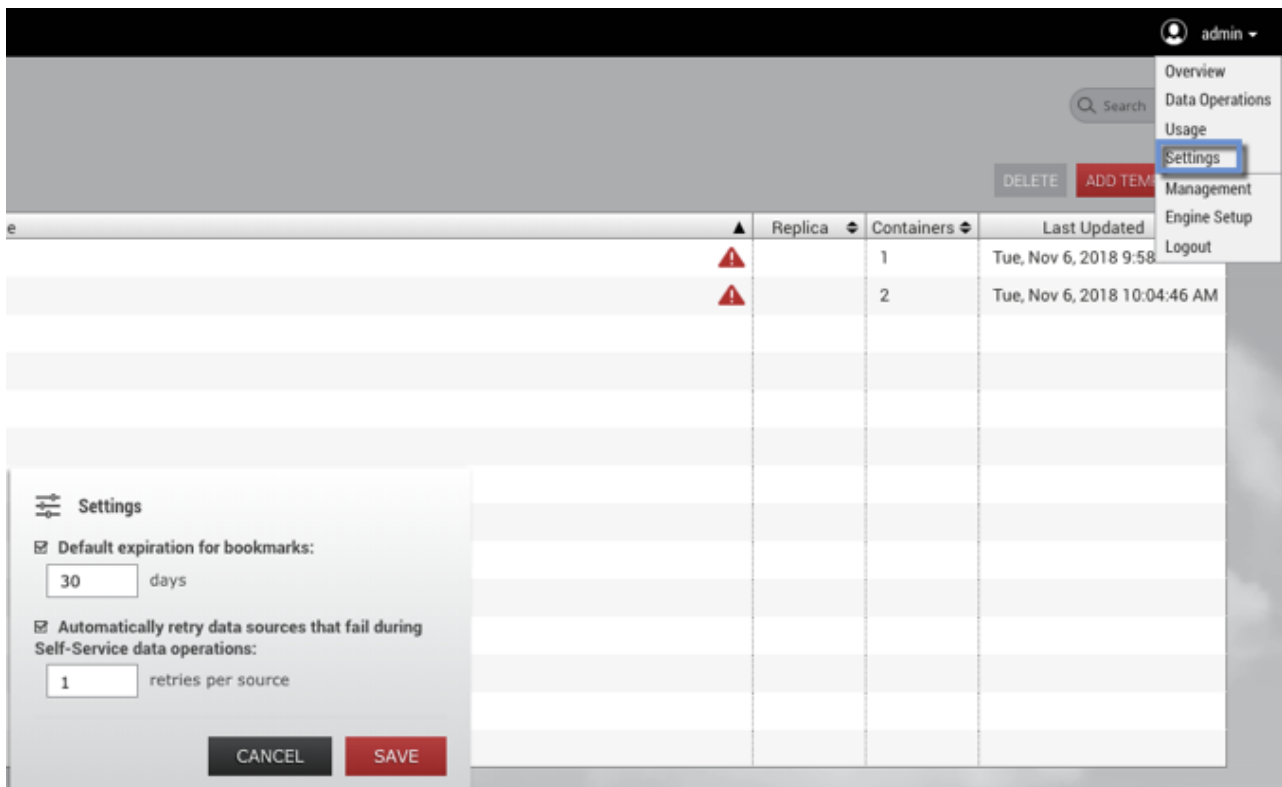 admin
Overview
Data Operations
Usage
Settings
Management
Engine Setup
Logout
Search
DELETE ADD TEM
e Replica Containers Last Updated
1 Tue, Nov 6, 2018 9:58
2 Tue, Nov 6, 2018 10:04:46 AM
Settings
Default expiration for bookmarks:
30 days
Automatically retry data sources that fail during
Self-Service data operations:
1 retries per source
CANCEL SAVE